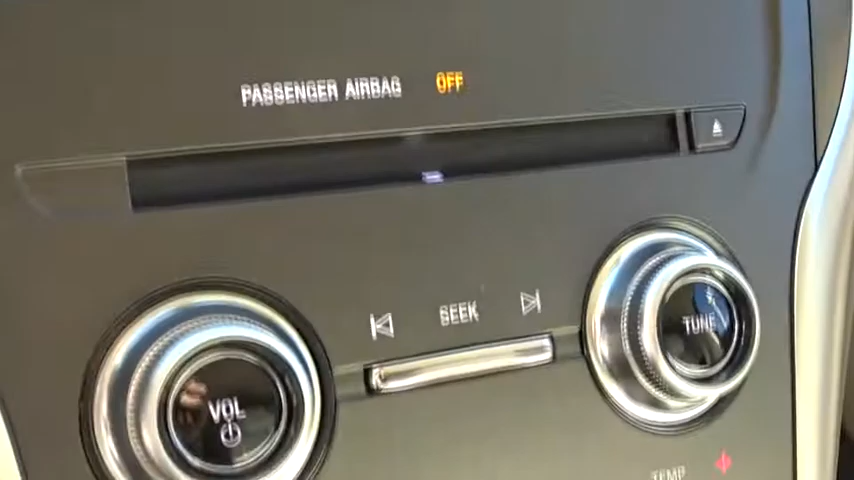 PASSENGER AIRBAG OFF
SEEK
TUNE
VOL
TEMP